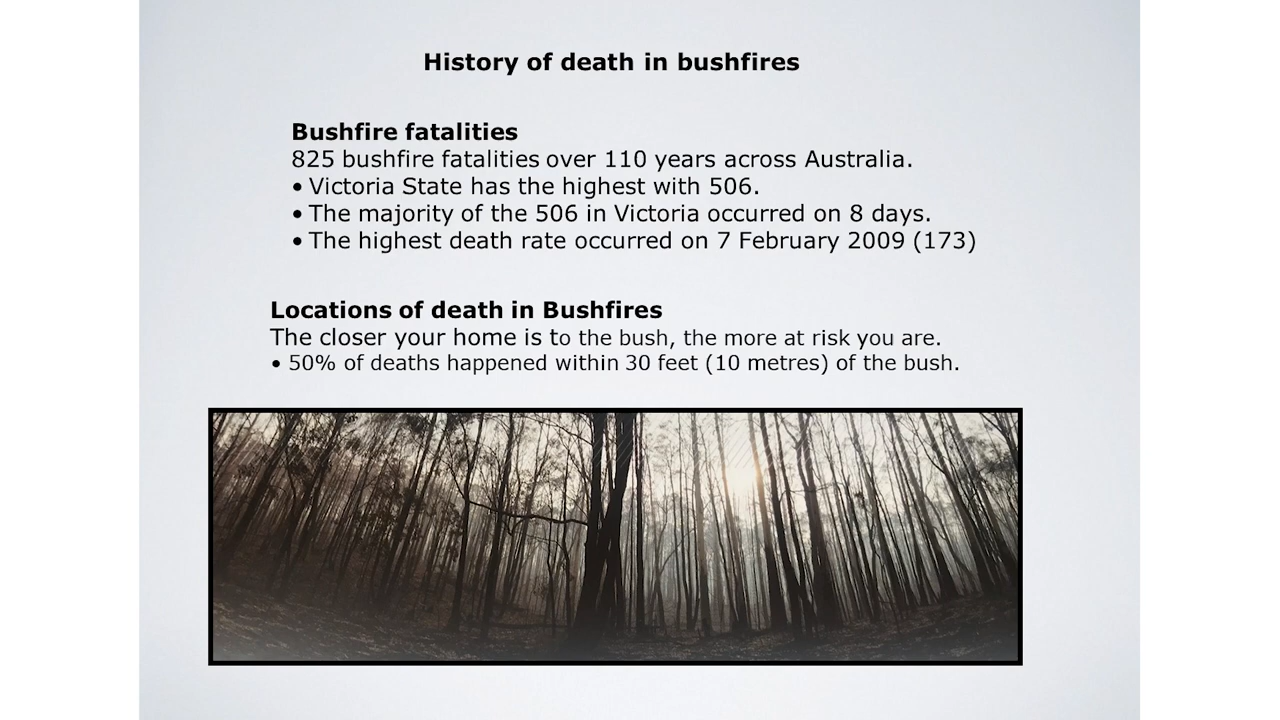 History of death in bushfires
Bushfire fatalities
825 bushfire fatalities over 110 years across Australia.
• Victoria State has the highest with 506.
• The majority of the 506 in Victoria occurred on 8 days.
• The highest death rate occurred on 7 February 2009 (173)
Locations of death in Bushfires
The closer your home is to the bush, the more at risk you are.
• 50% of deaths happened within 30 feet (10 metres) of the bush.